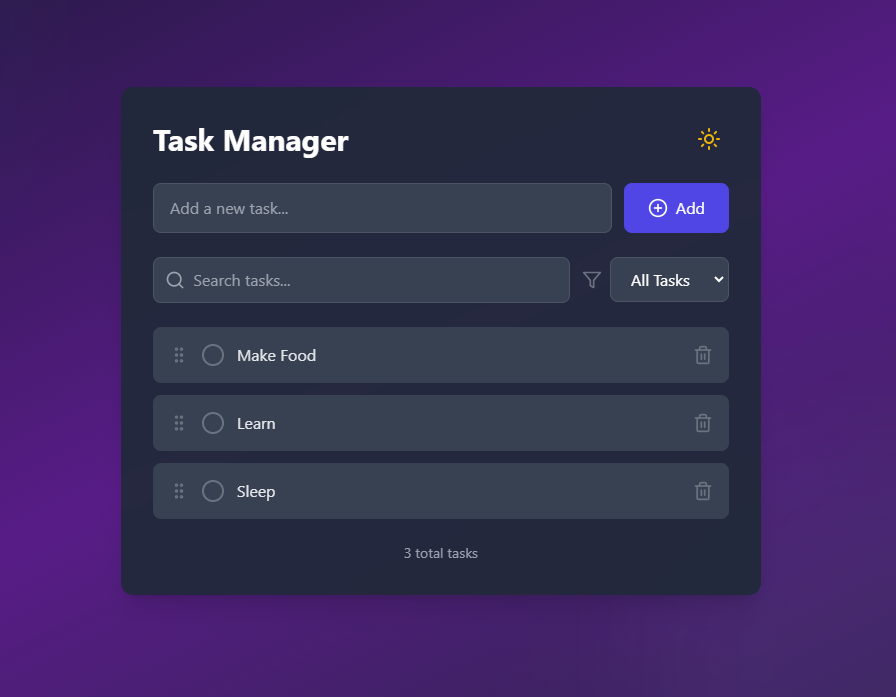 Task Manager
Add a new task...
Add
Search tasks...
All Tasks
Make Food
Learn
Sleep
3 total tasks